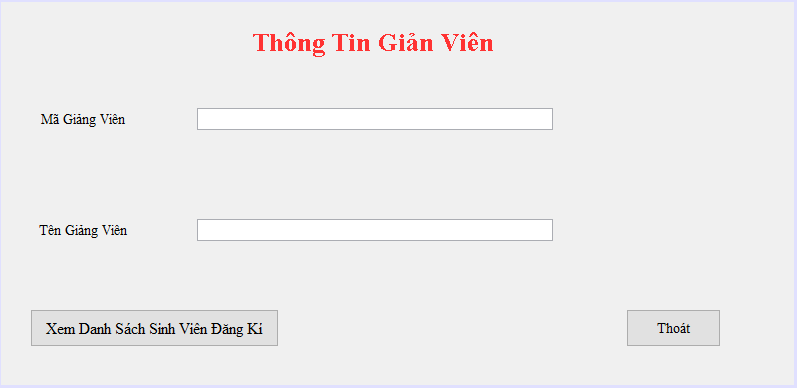 Thông Tin Giản Viên
Mã Giảng Viên
Tên Giảng Viên
Xem Danh Sách Sinh Viên Đăng Kí
Thoát